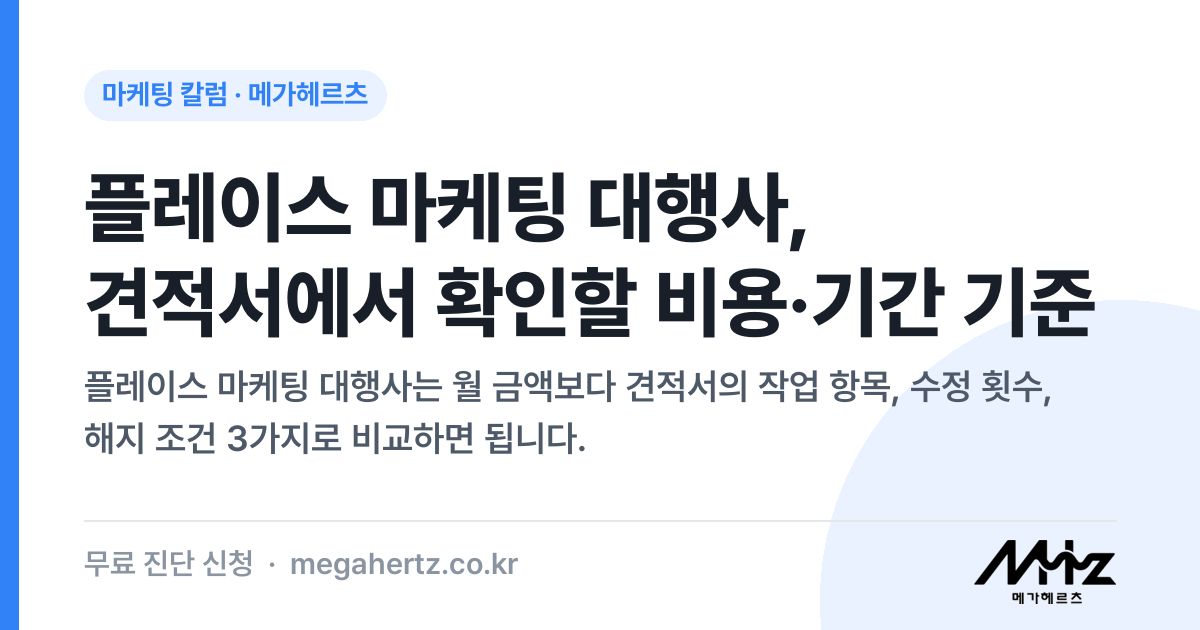 마케팅 칼럼 · 메가헤르츠
플레이스 마케팅 대행사,
견적서에서 확인할 비용·기간 기준
플레이스 마케팅 대행사는 월 금액보다 견적서의 작업 항목, 수정 횟수,
해지 조건 3가지로 비교하면 됩니다.
무료 진단 신청 · megahertz.co.kr
MHz
메가헤르츠